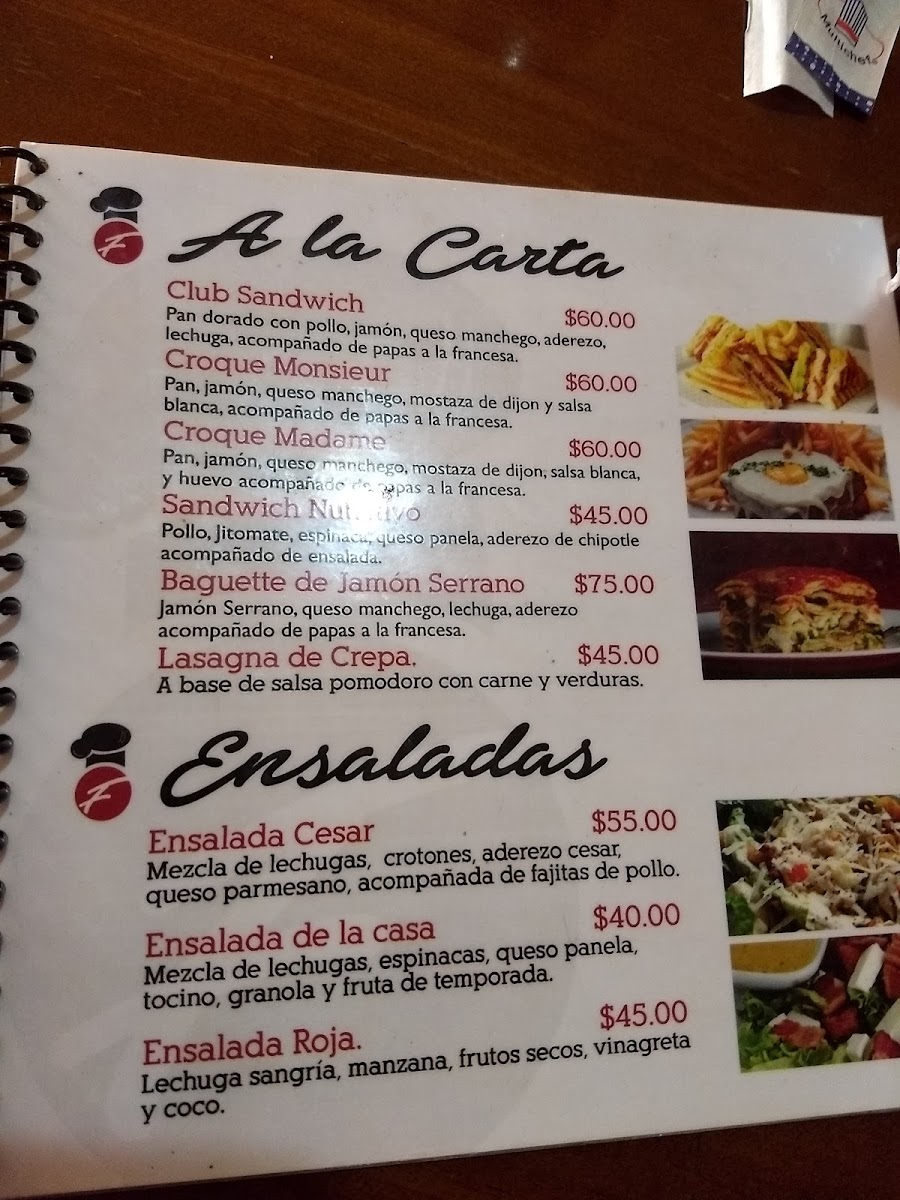 Munchet
A la Carta
Club Sandwich $60.00
Pan dorado con pollo, jamón, queso manchego, aderezo,
lechuga, acompañado de papas a la francesa.
Croque Monsieur $60.00
Pan, jamón, queso manchego, mostaza de dijon y salsa
blanca, acompañado de papas a la francesa.
Croque Madame $60.00
Pan, jamón, queso manchego, mostaza de dijon, salsa blanca,
y huevo acompañado de papas a la francesa.
Sandwich Nutritivo $45.00
Pollo, Jitomate, espinaca, queso panela, aderezo de chipotle
acompañado de ensalada.
Baguette de Jamón Serrano $75.00
Jamón Serrano, queso manchego, lechuga, aderezo
acompañado de papas a la francesa.
Lasagna de Crepa. $45.00
A base de salsa pomodoro con carne y verduras.
F
Ensaladas
F
Ensalada Cesar $55.00
Mezcla de lechugas, crotones, aderezo cesar,
queso parmesano, acompañada de fajitas de pollo.
Ensalada de la casa $40.00
Mezcla de lechugas, espinacas, queso panela,
tocino, granola y fruta de temporada.
Ensalada Roja. $45.00
Lechuga sangría, manzana, frutos secos, vinagreta
y coco.